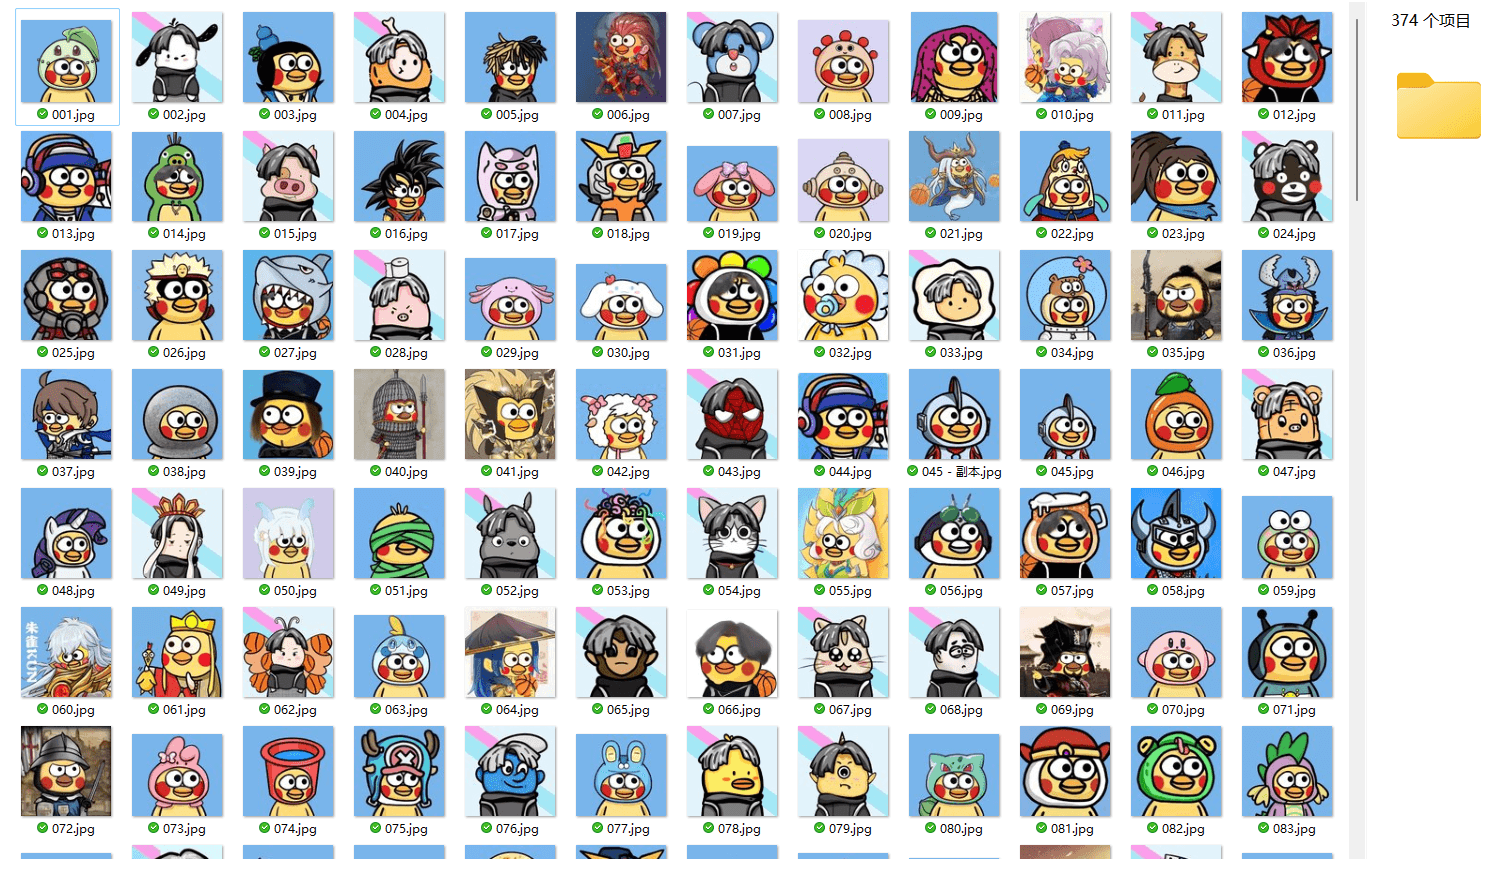 374 个项目
001.jpg 002.jpg 003.jpg 004.jpg 005.jpg 006.jpg 007.jpg 008.jpg 009.jpg 010.jpg 011.jpg 012.jpg
013.jpg 014.jpg 015.jpg 016.jpg 017.jpg 018.jpg 019.jpg 020.jpg 021.jpg 022.jpg 023.jpg 024.jpg
025.jpg 026.jpg 027.jpg 028.jpg 029.jpg 030.jpg 031.jpg 032.jpg 033.jpg 034.jpg 035.jpg 036.jpg
037.jpg 038.jpg 039.jpg 040.jpg 041.jpg 042.jpg 043.jpg 044.jpg 045 - 副本.jpg 045.jpg 046.jpg 047.jpg
048.jpg 049.jpg 050.jpg 051.jpg 052.jpg 053.jpg 054.jpg 055.jpg 056.jpg 057.jpg 058.jpg 059.jpg
朱雀KUN
060.jpg 061.jpg 062.jpg 063.jpg 064.jpg 065.jpg 066.jpg 067.jpg 068.jpg 069.jpg 070.jpg 071.jpg
072.jpg 073.jpg 074.jpg 075.jpg 076.jpg 077.jpg 078.jpg 079.jpg 080.jpg 081.jpg 082.jpg 083.jpg